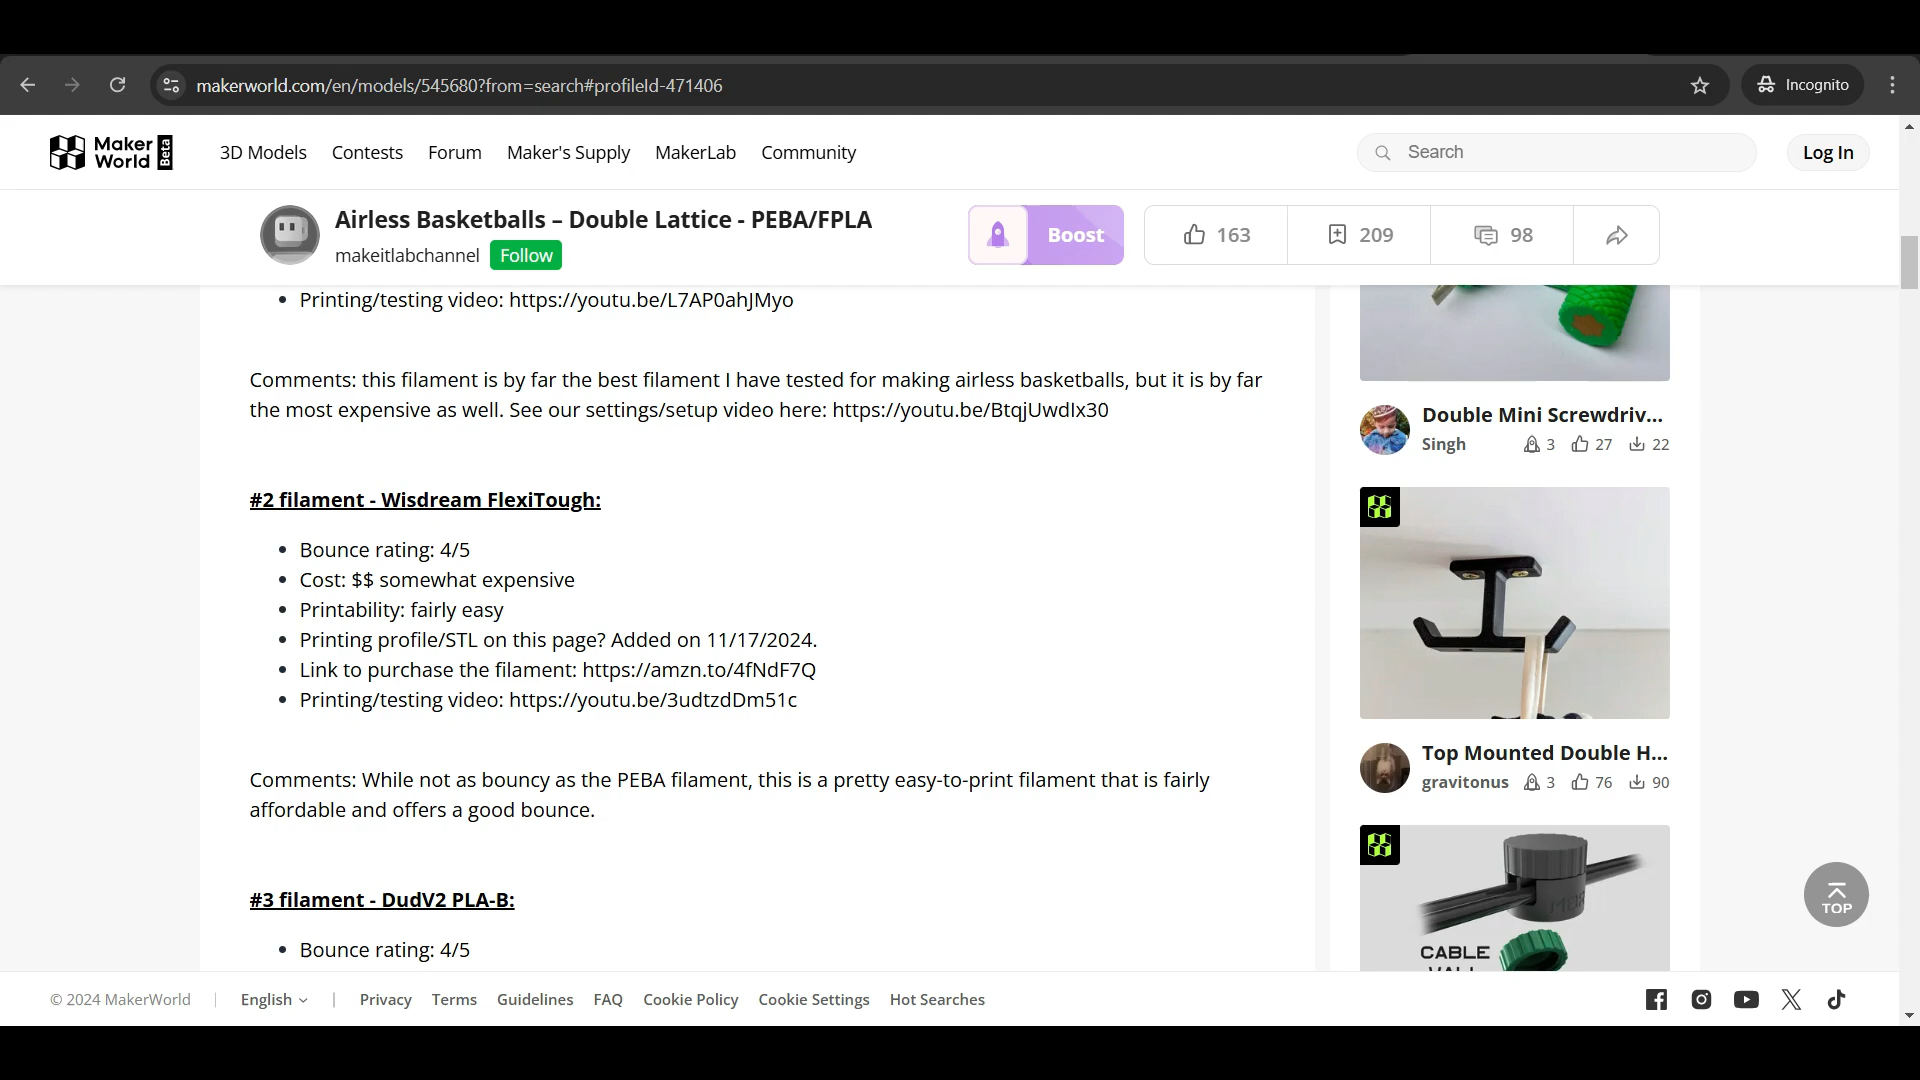 makerworld.com/en/models/545680?from=search#profileId-471406
Incognito
Maker World Beta
3D Models Contests Forum Maker's Supply MakerLab Community
Search
Log In
Airless Basketballs – Double Lattice - PEBA/FPLA
makeitlabchannel Follow
Boost
163 209 98
• Printing/testing video: https://youtu.be/L7AP0ahJMyo
Comments: this filament is by far the best filament I have tested for making airless basketballs, but it is by far
the most expensive as well. See our settings/setup video here: https://youtu.be/BtqjUwdIx30
#2 filament - Wisdream FlexiTough:
• Bounce rating: 4/5
• Cost: $$ somewhat expensive
• Printability: fairly easy
• Printing profile/STL on this page? Added on 11/17/2024.
• Link to purchase the filament: https://amzn.to/4fNdF7Q
• Printing/testing video: https://youtu.be/3udtzdDm51c
Comments: While not as bouncy as the PEBA filament, this is a pretty easy-to-print filament that is fairly
affordable and offers a good bounce.
#3 filament - DudV2 PLA-B:
• Bounce rating: 4/5
Double Mini Screwdriv...
Singh 3 27 22
Top Mounted Double H...
gravitonus 3 76 90
CABLE
TOP
© 2024 MakerWorld | English | Privacy Terms Guidelines FAQ Cookie Policy Cookie Settings Hot Searches